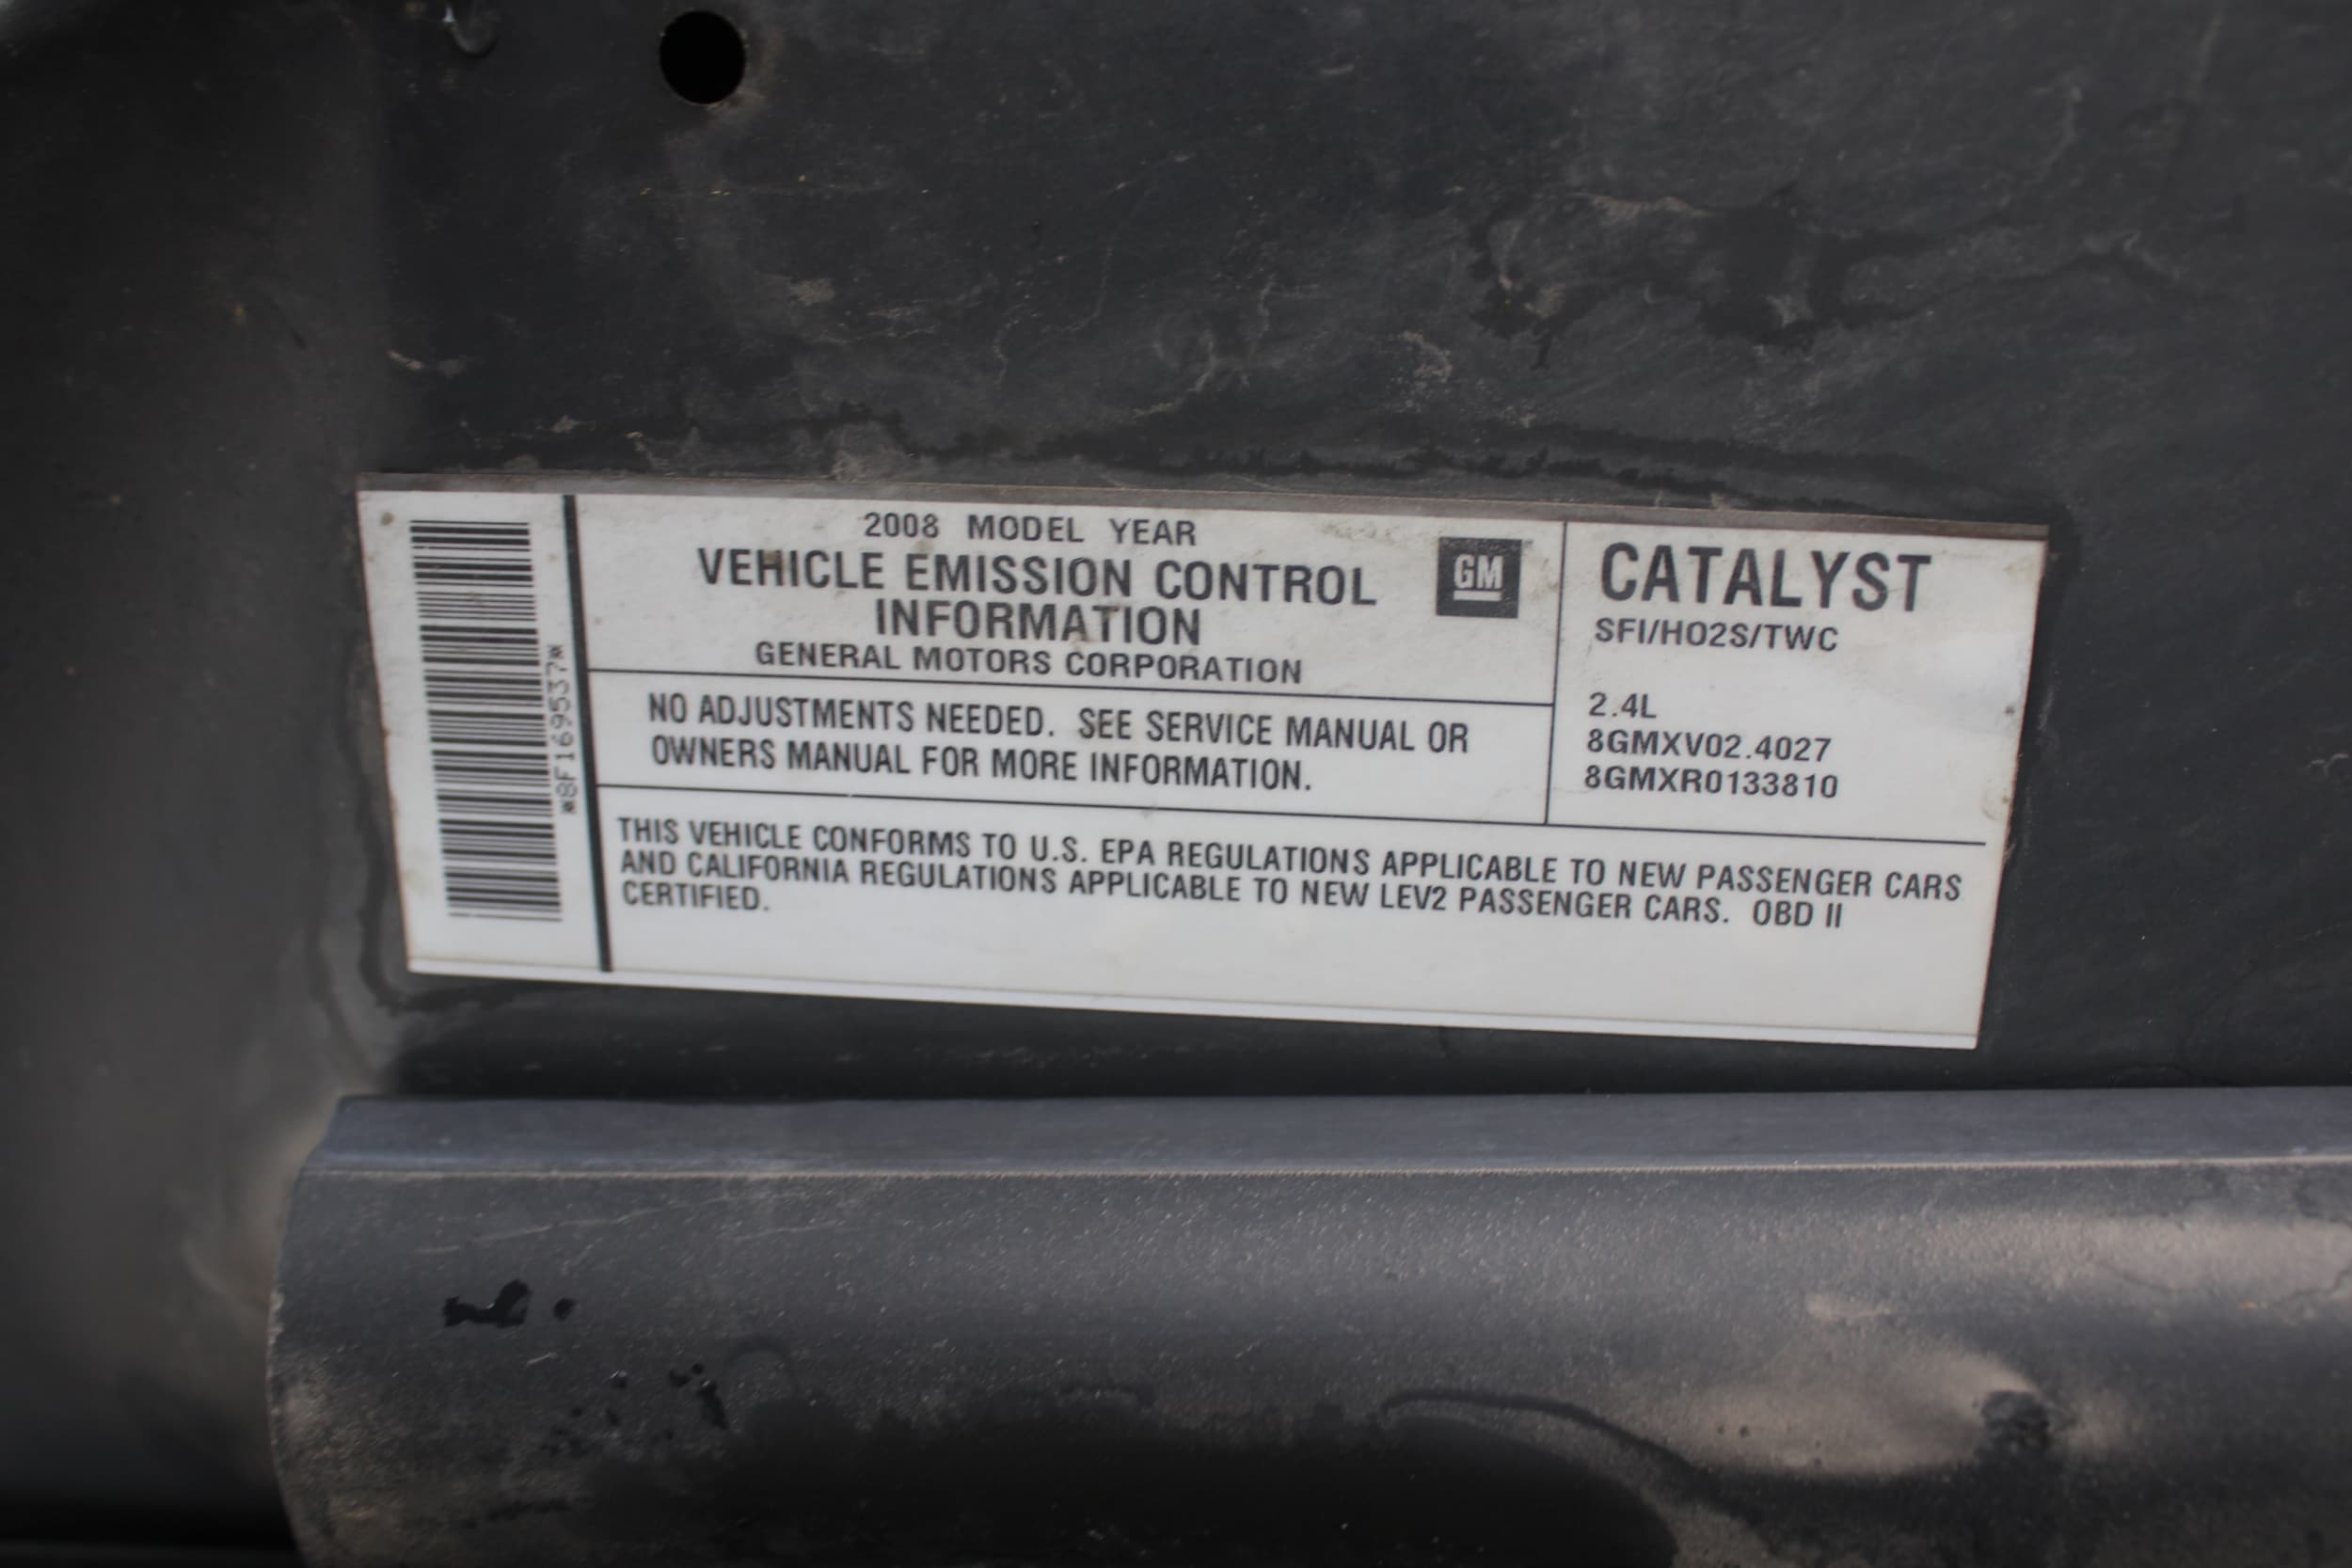 *8F169537*
2008 MODEL YEAR
VEHICLE EMISSION CONTROL
INFORMATION
GENERAL MOTORS CORPORATION
GM
NO ADJUSTMENTS NEEDED. SEE SERVICE MANUAL OR
OWNERS MANUAL FOR MORE INFORMATION.
CATALYST
SFI/HO2S/TWC
2.4L
8GMXV02.4027
8GMXR0133810
THIS VEHICLE CONFORMS TO U.S. EPA REGULATIONS APPLICABLE TO NEW PASSENGER CARS
AND CALIFORNIA REGULATIONS APPLICABLE TO NEW LEV2 PASSENGER CARS. OBD II
CERTIFIED.